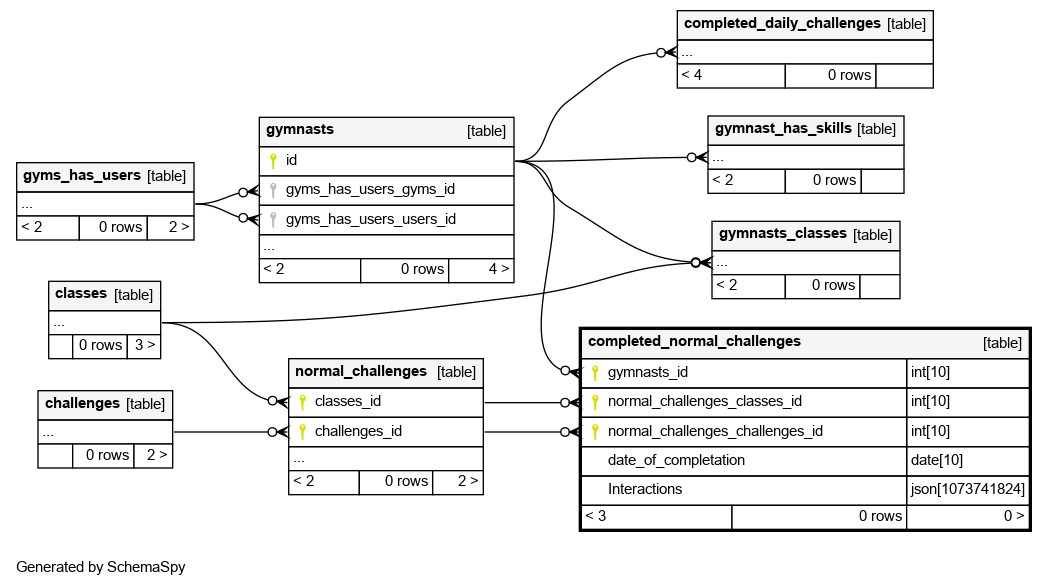 completed_daily_challenges [table]
...
< 4 0 rows
gymnast_has_skills [table]
...
< 2 0 rows
gymnasts [table]
id
gyms_has_users_gyms_id
gyms_has_users_users_id
...
< 2 0 rows 4 >
gyms_has_users [table]
...
< 2 0 rows 2 >
gymnasts_classes [table]
...
< 2 0 rows
classes [table]
...
0 rows 3 >
completed_normal_challenges [table]
gymnasts_id int[10]
normal_challenges_classes_id int[10]
normal_challenges_challenges_id int[10]
date_of_completation date[10]
Interactions json[1073741824]
< 3 0 rows 0 >
normal_challenges [table]
classes_id
challenges_id
...
< 2 0 rows 2 >
challenges [table]
...
0 rows 2 >
Generated by SchemaSpy